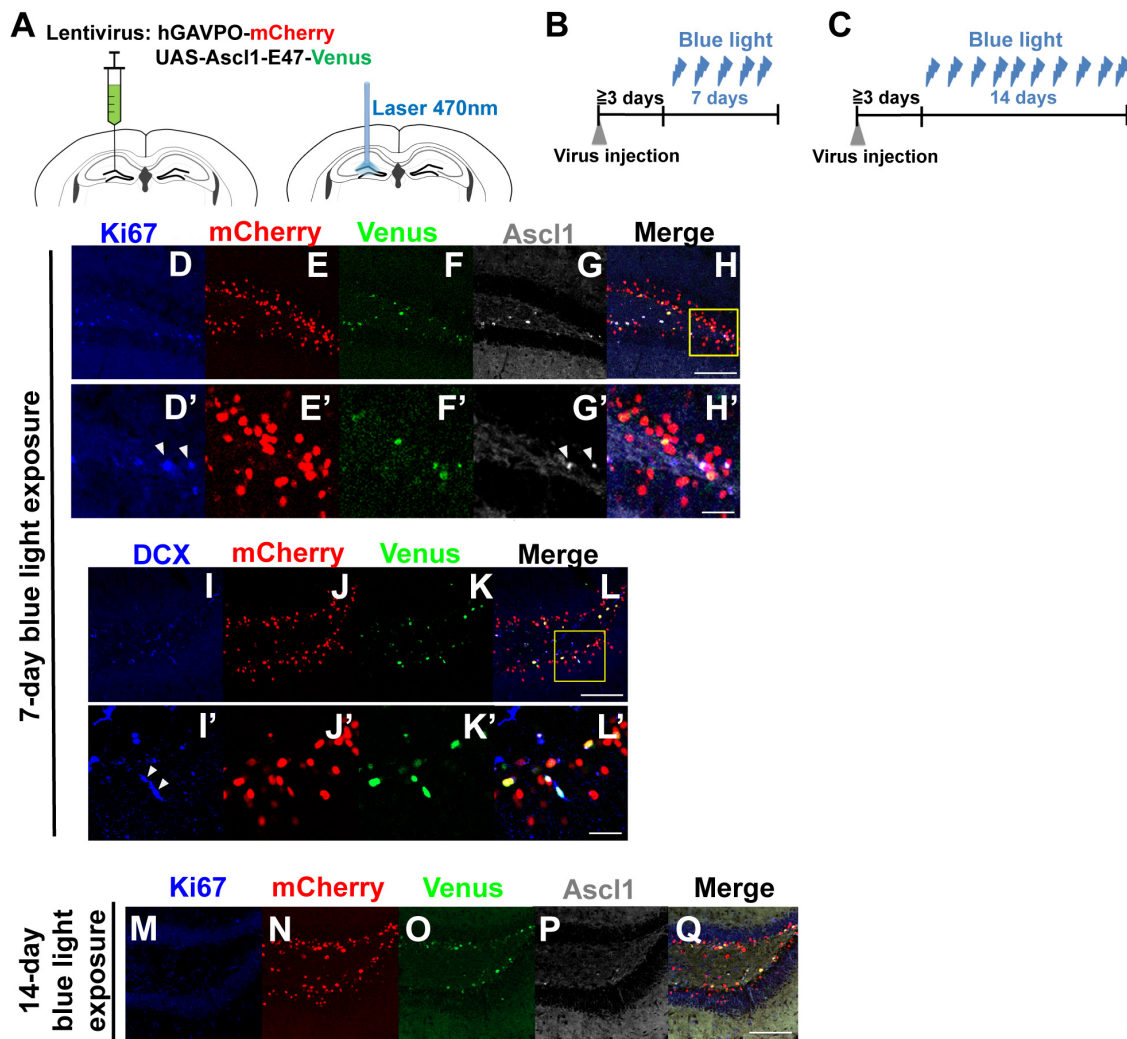 A
Lentivirus: hGAVPO-mCherry
UAS-Ascl1-E47-Venus
Laser 470nm
B
Blue light
≧3 days
7 days
Virus injection
C
Blue light
≧3 days
14 days
Virus injection
7-day blue light exposure
Ki67 mCherry Venus Ascl1 Merge
D E F G H
D’ E’ F’ G’ H’
DCX mCherry Venus Merge
I J K L
I’ J’ K’ L’
14-day
blue light
exposure
Ki67 mCherry Venus Ascl1 Merge
M N O P Q